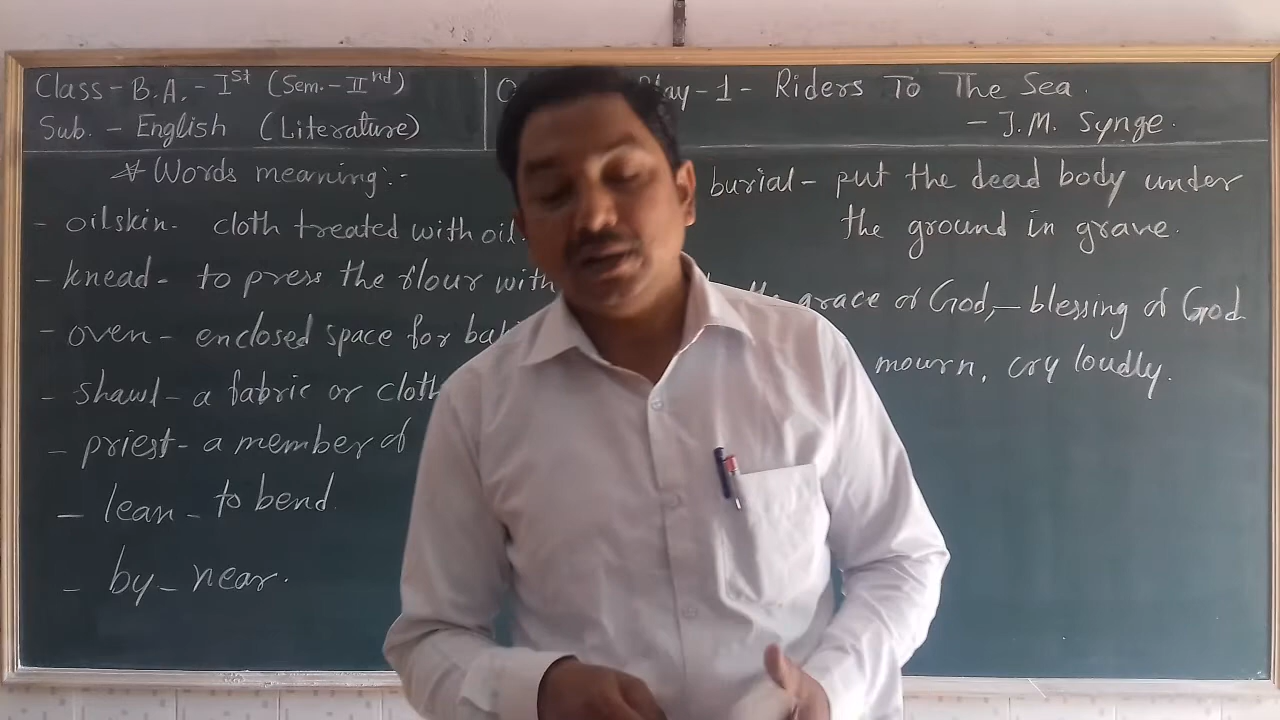 Class - B.A. - Ist (Sem. - IInd)
Sub. - English (Literature)
Play - 1 - Riders To The Sea.
- J.M. Synge.
* Words meaning:-
- oilskin - cloth treated with oil.
- knead - to press the flour with
- oven - enclosed space for
- shawl - a fabric or cloth
- priest - a member of
- lean - to bend.
- by - near.
burial - put the dead body under
the ground in grave.
the grace of God, - blessing of God
mourn, cry loudly.